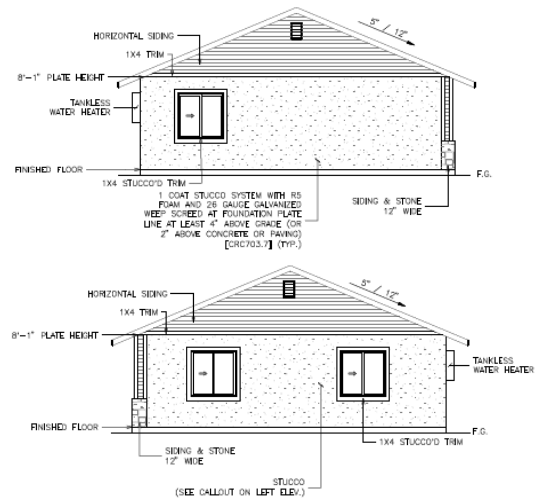 5" / 12"
HORIZONTAL SIDING
1X4 TRIM
8'-1" PLATE HEIGHT
TANKLESS
WATER HEATER
FINISHED FLOOR
F.G.
1X4 STUCCO'D TRIM
1 COAT STUCCO SYSTEM WITH R5
FOAM AND 26 GAUGE GALVANIZED
WEEP SCREED AT FOUNDATION PLATE
LINE AT LEAST 4" ABOVE GRADE (OR
2" ABOVE CONCRETE OR PAVING)
[CRC703.7] (TYP.)
SIDING & STONE
12" WIDE
5" / 12"
HORIZONTAL SIDING
1X4 TRIM
8'-1" PLATE HEIGHT
TANKLESS
WATER HEATER
FINISHED FLOOR
F.G.
1X4 STUCCO'D TRIM
SIDING & STONE
12" WIDE
STUCCO
(SEE CALLOUT ON LEFT ELEV.)